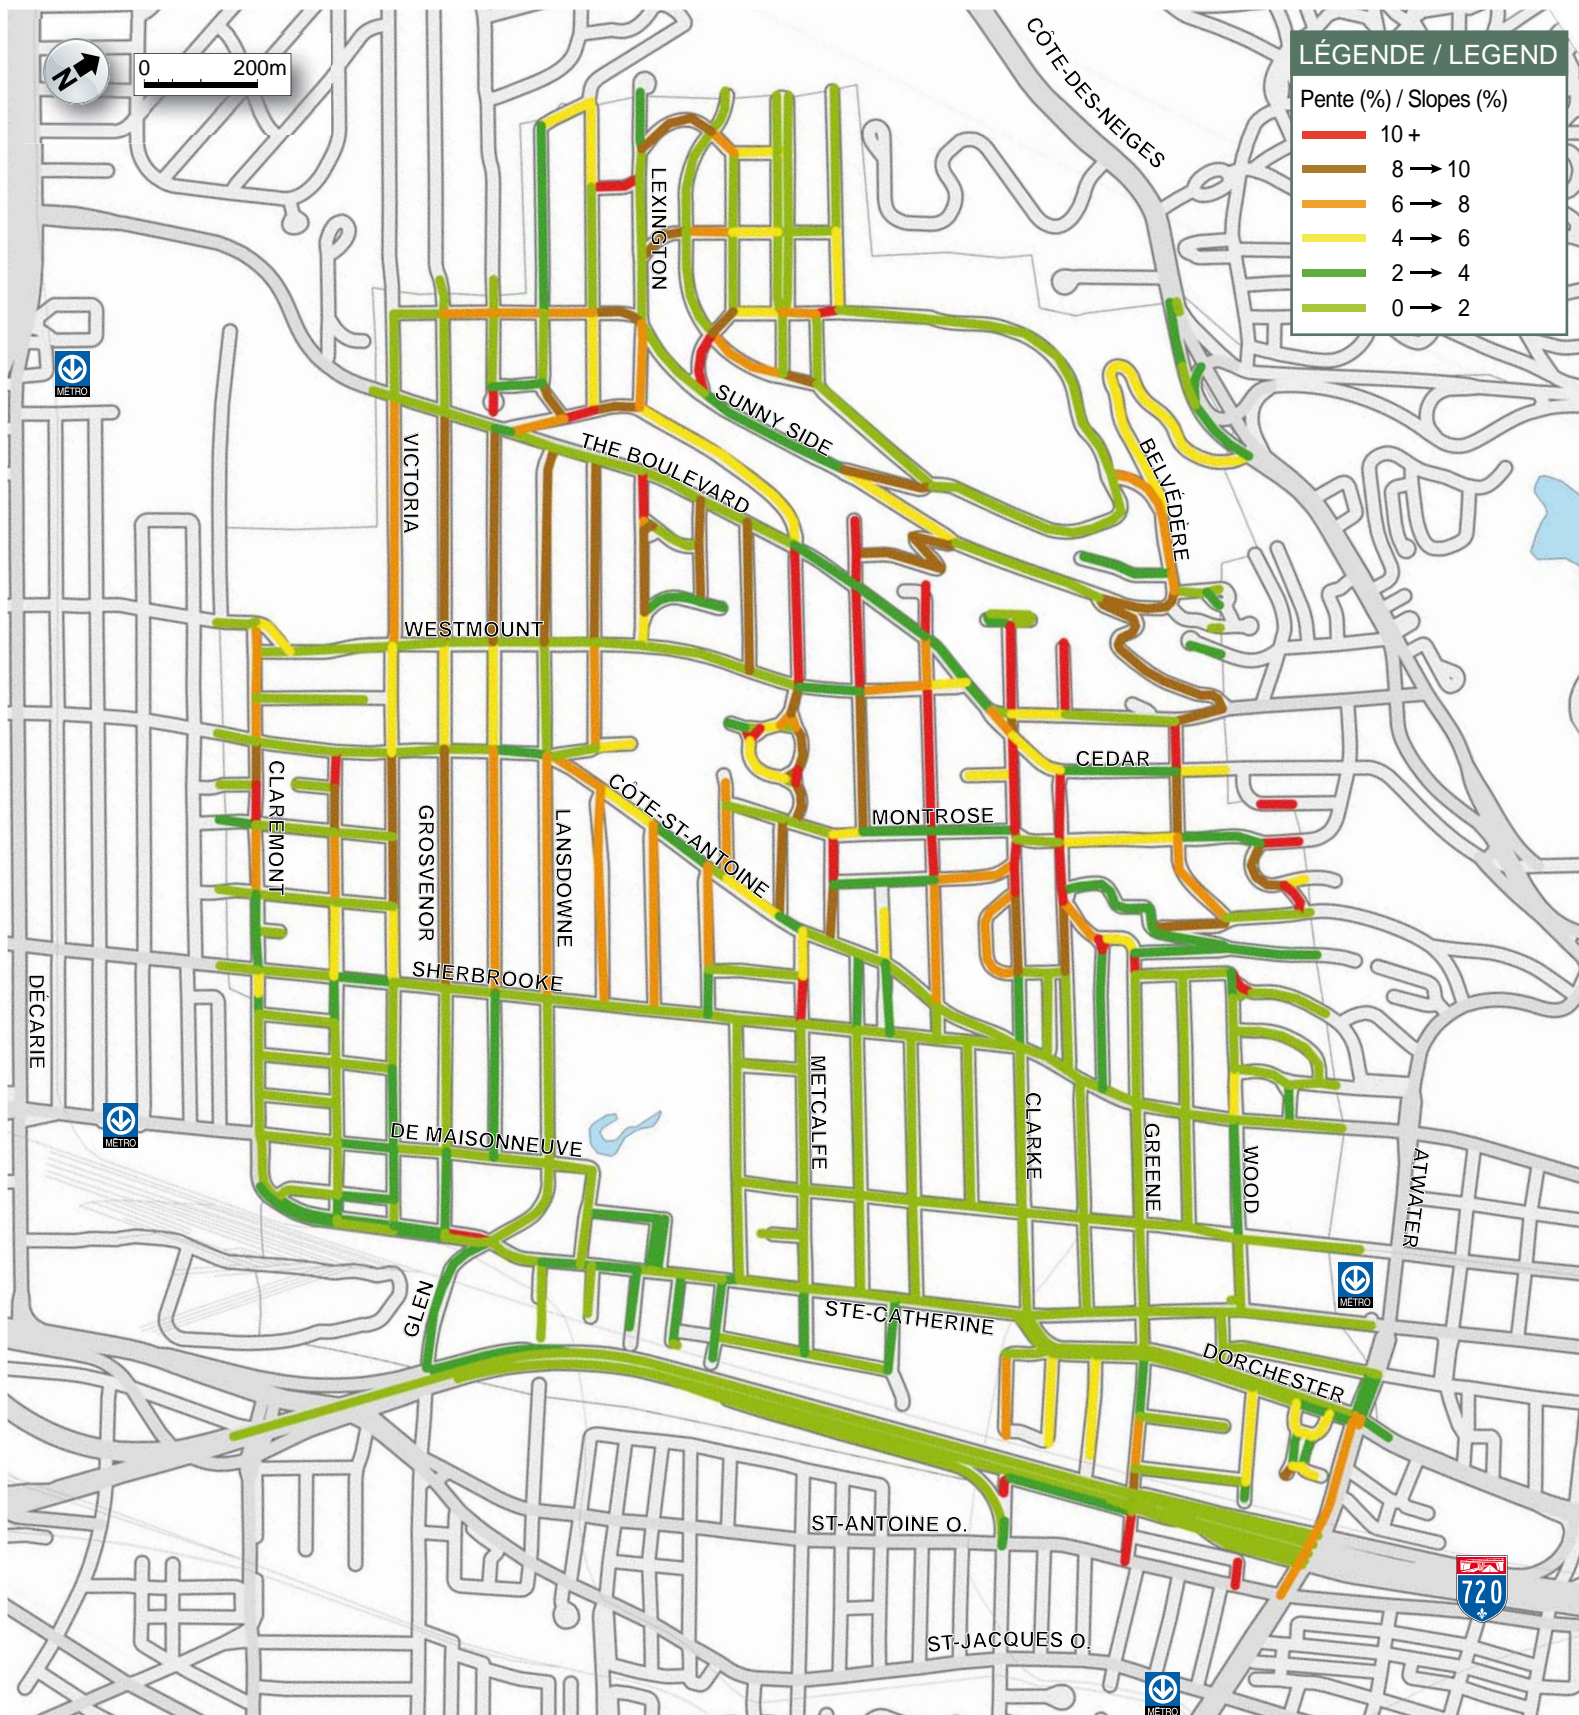 N
0 200m
CÔTE-DES-NEIGES
LÉGENDE / LEGEND
Pente (%) / Slopes (%)
10 +
8 → 10
6 → 8
4 → 6
2 → 4
0 → 2
LEXINGTON
MÉTRO
SUNNY SIDE
THE BOULEVARD
VICTORIA
BELVÉDÈRE
WESTMOUNT
CEDAR
CLAREMONT
CÔTE-ST-ANTOINE
GROSVENOR
LANSDOWNE
MONTROSE
SHERBROOKE
DÉCARIE
METCALFE
CLARKE
MÉTRO
DE MAISONNEUVE
GREENE
WOOD
ATWATER
MÉTRO
GLEN
STE-CATHERINE
DORCHESTER
ST-ANTOINE O.
720
ST-JACQUES O.
MÉTRO